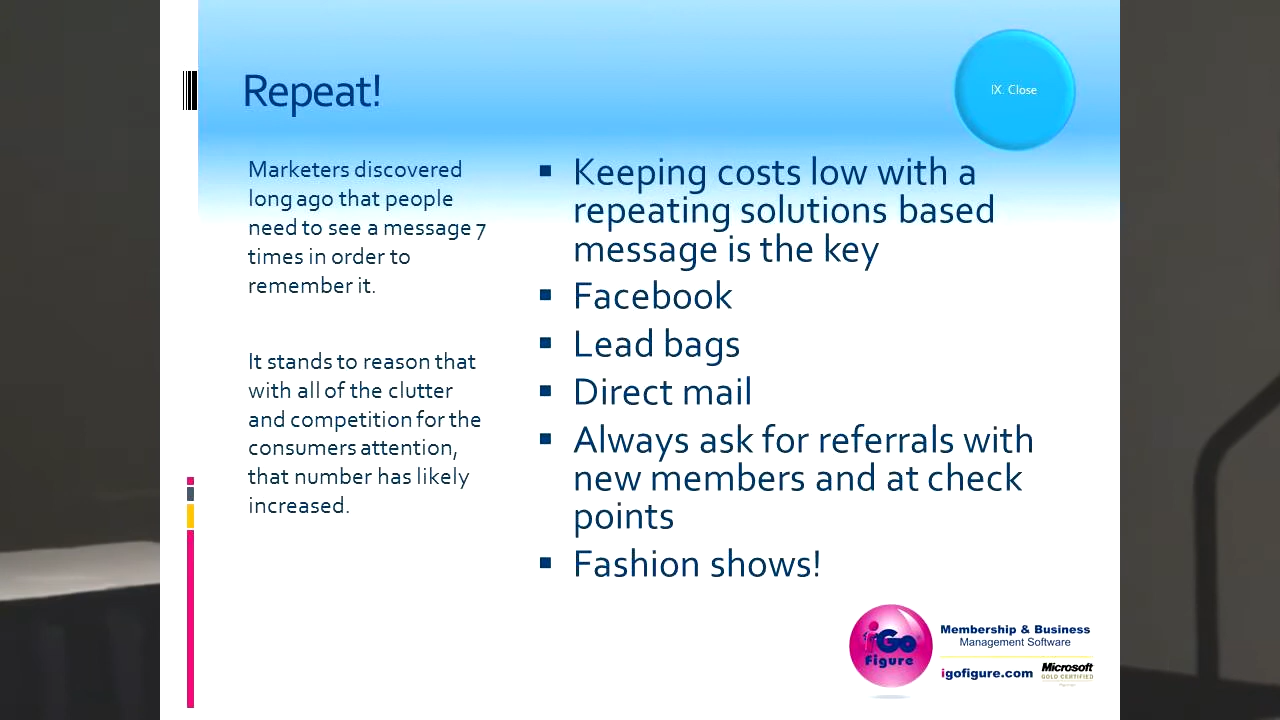 Repeat!
IX. Close
Marketers discovered
long ago that people
need to see a message 7
times in order to
remember it.
It stands to reason that
with all of the clutter
and competition for the
consumers attention,
that number has likely
increased.
Keeping costs low with a
repeating solutions based
message is the key
Facebook
Lead bags
Direct mail
Always ask for referrals with
new members and at check
points
Fashion shows!
iGo
Figure
Membership & Business
Management Software
igofigure.com
Microsoft
GOLD CERTIFIED